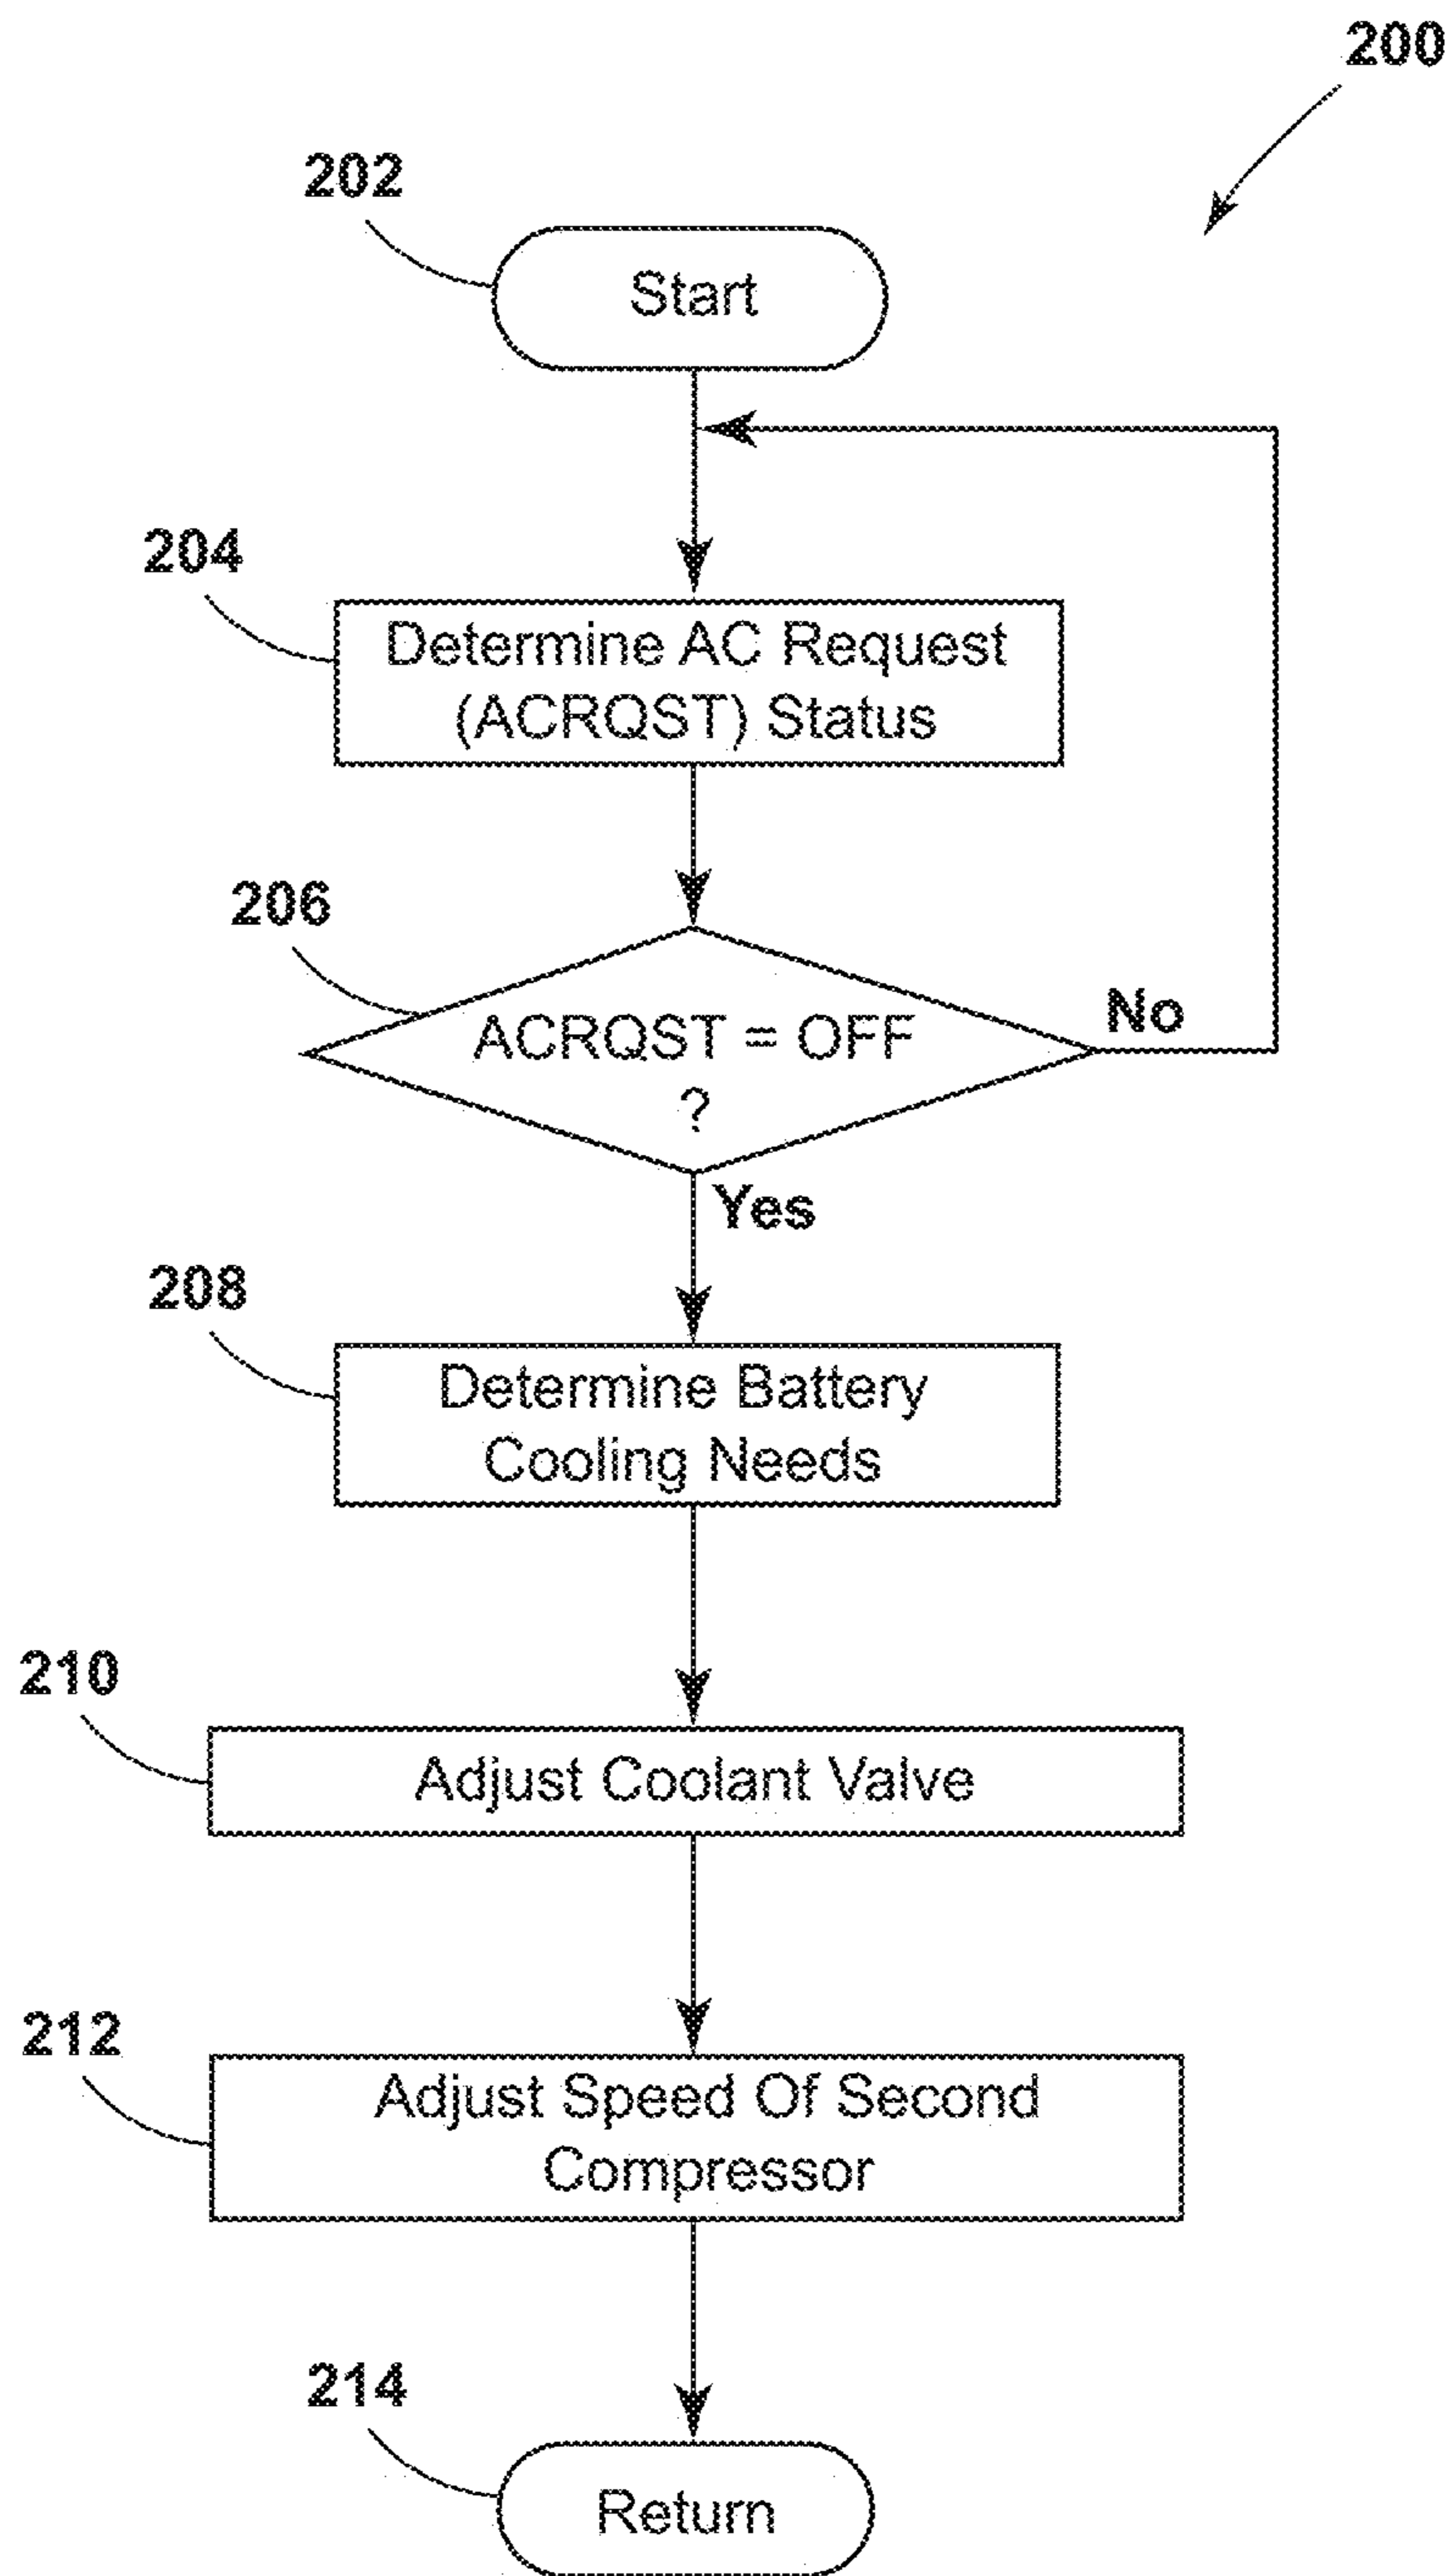 200
202
Start
204
Determine AC Request
(ACRQST) Status
206
ACRQST = OFF
?
No
Yes
208
Determine Battery
Cooling Needs
210
Adjust Coolant Valve
212
Adjust Speed Of Second
Compressor
214
Return